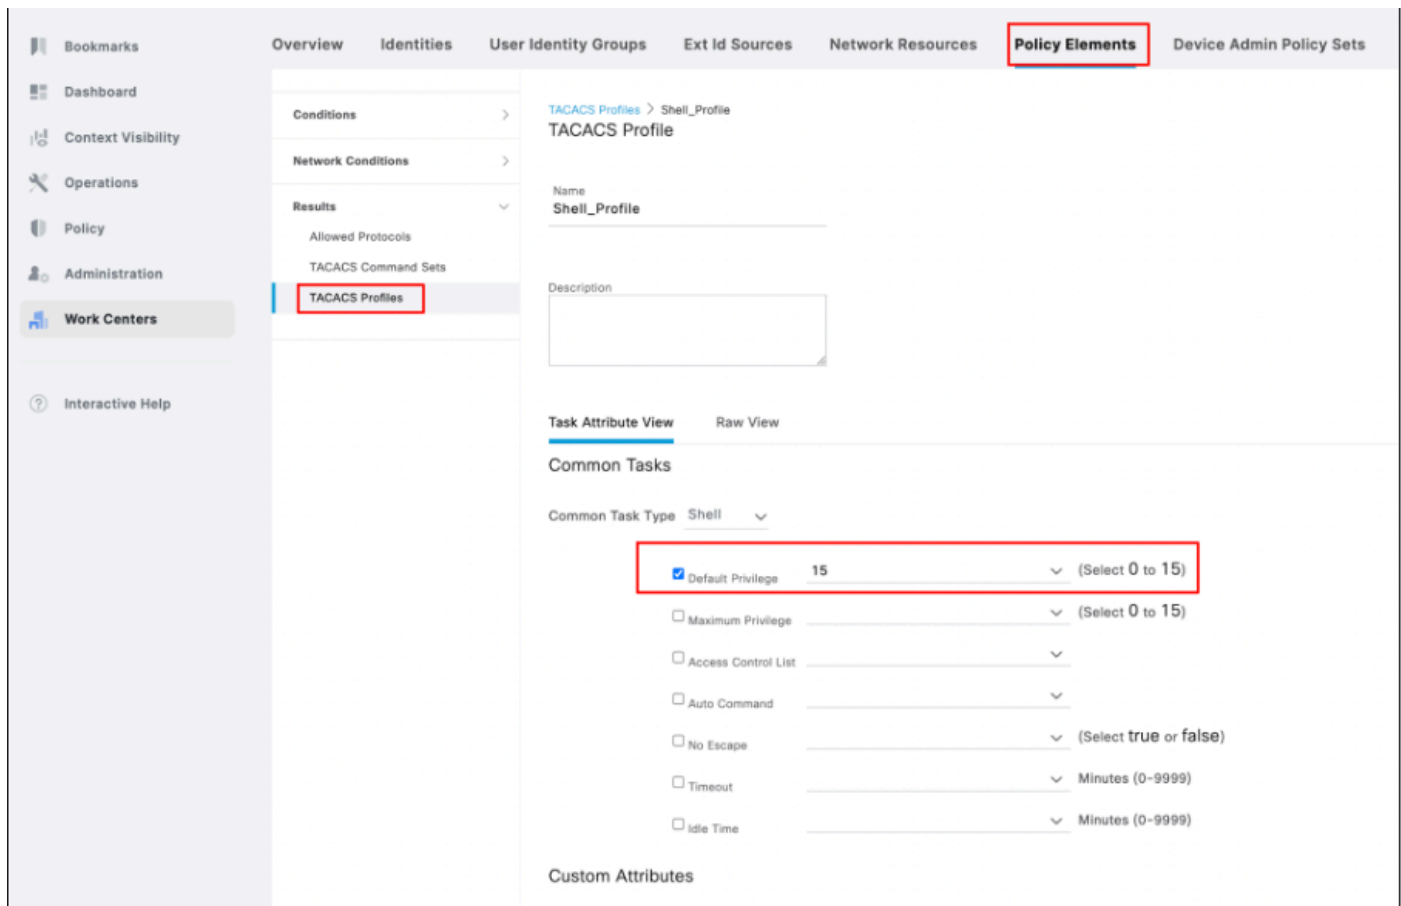 Bookmarks
Dashboard
Context Visibility
Operations
Policy
Administration
Work Centers
Interactive Help
Overview Identities User Identity Groups Ext Id Sources Network Resources Policy Elements Device Admin Policy Sets
Conditions
Network Conditions
Results
Allowed Protocols
TACACS Command Sets
TACACS Profiles
TACACS Profiles > Shell_Profile
TACACS Profile
Name
Shell_Profile
Description
Task Attribute View Raw View
Common Tasks
Common Task Type Shell
Default Privilege 15 (Select 0 to 15)
Maximum Privilege (Select 0 to 15)
Access Control List
Auto Command
No Escape (Select true or false)
Timeout Minutes (0-9999)
Idle Time Minutes (0-9999)
Custom Attributes